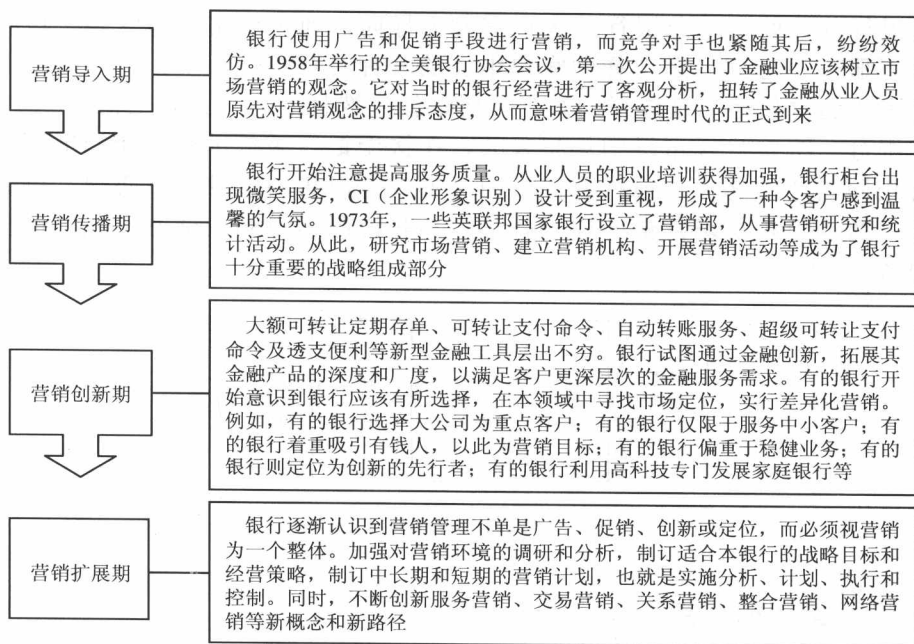 营销导入期
银行使用广告和促销手段进行营销，而竞争对手也紧随其后，纷纷效
仿。1958年举行的全美银行协会会议，第一次公开提出了金融业应该树立市
场营销的观念。它对当时的银行经营进行了客观分析，扭转了金融从业人员
原先对营销观念的排斥态度，从而意味着营销管理时代的正式到来
营销传播期
银行开始注意提高服务质量。从业人员的职业培训获得加强，银行柜台出
现微笑服务，CI（企业形象识别）设计受到重视，形成了一种令客户感到温
馨的气氛。1973年，一些英联邦国家银行设立了营销部，从事营销研究和统
计活动。从此，研究市场营销、建立营销机构、开展营销活动等成为了银行
十分重要的战略组成部分
营销创新期
大额可转让定期存单、可转让支付命令、自动转账服务、超级可转让支付
命令及透支便利等新型金融工具层出不穷。银行试图通过金融创新，拓展其
金融产品的深度和广度，以满足客户更深层次的金融服务需求。有的银行开
始意识到银行应该有所选择，在本领域中寻找市场定位，实行差异化营销。
例如，有的银行选择大公司为重点客户；有的银行仅限于服务中小客户；有
的银行着重吸引有钱人，以此为营销目标；有的银行偏重于稳健业务；有的
银行则定位为创新的先行者；有的银行利用高科技专门发展家庭银行等
营销扩展期
银行逐渐认识到营销管理不单是广告、促销、创新或定位，而必须视营销
为一个整体。加强对营销环境的调研和分析，制订适合本银行的战略目标和
经营策略，制订中长期和短期的营销计划，也就是实施分析、计划、执行和
控制。同时，不断创新服务营销、交易营销、关系营销、整合营销、网络营
销等新概念和新路径